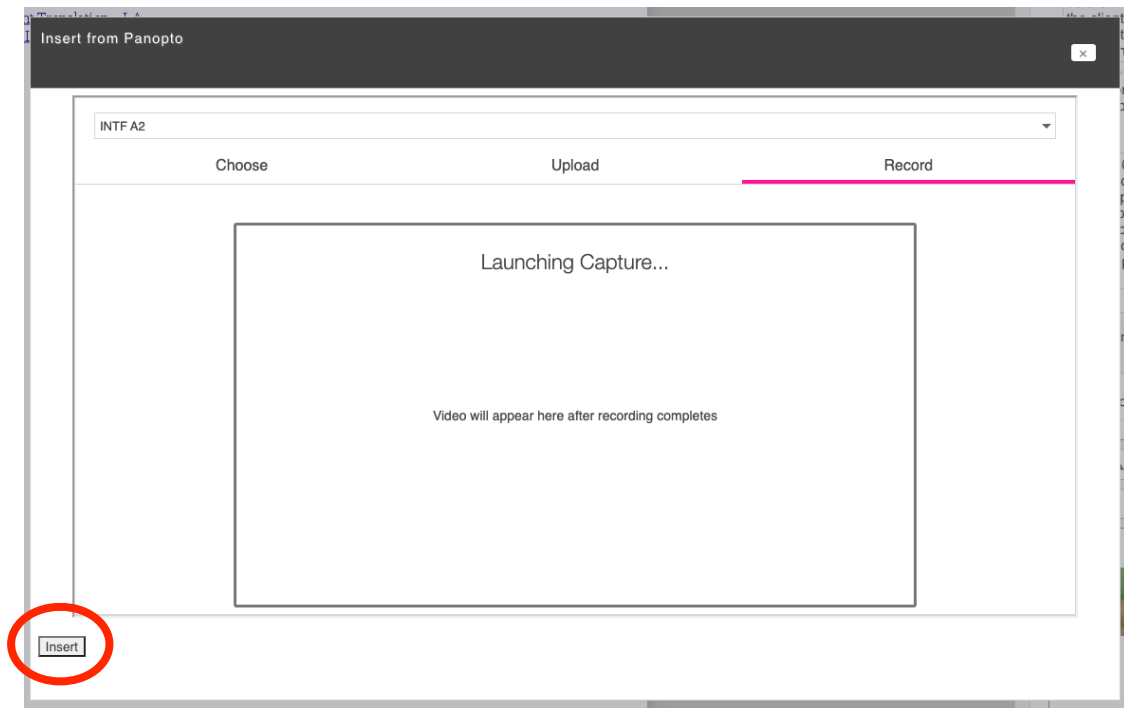 Insert from Panopto
×
INTF A2
Choose Upload Record
Launching Capture...
Video will appear here after recording completes
Insert